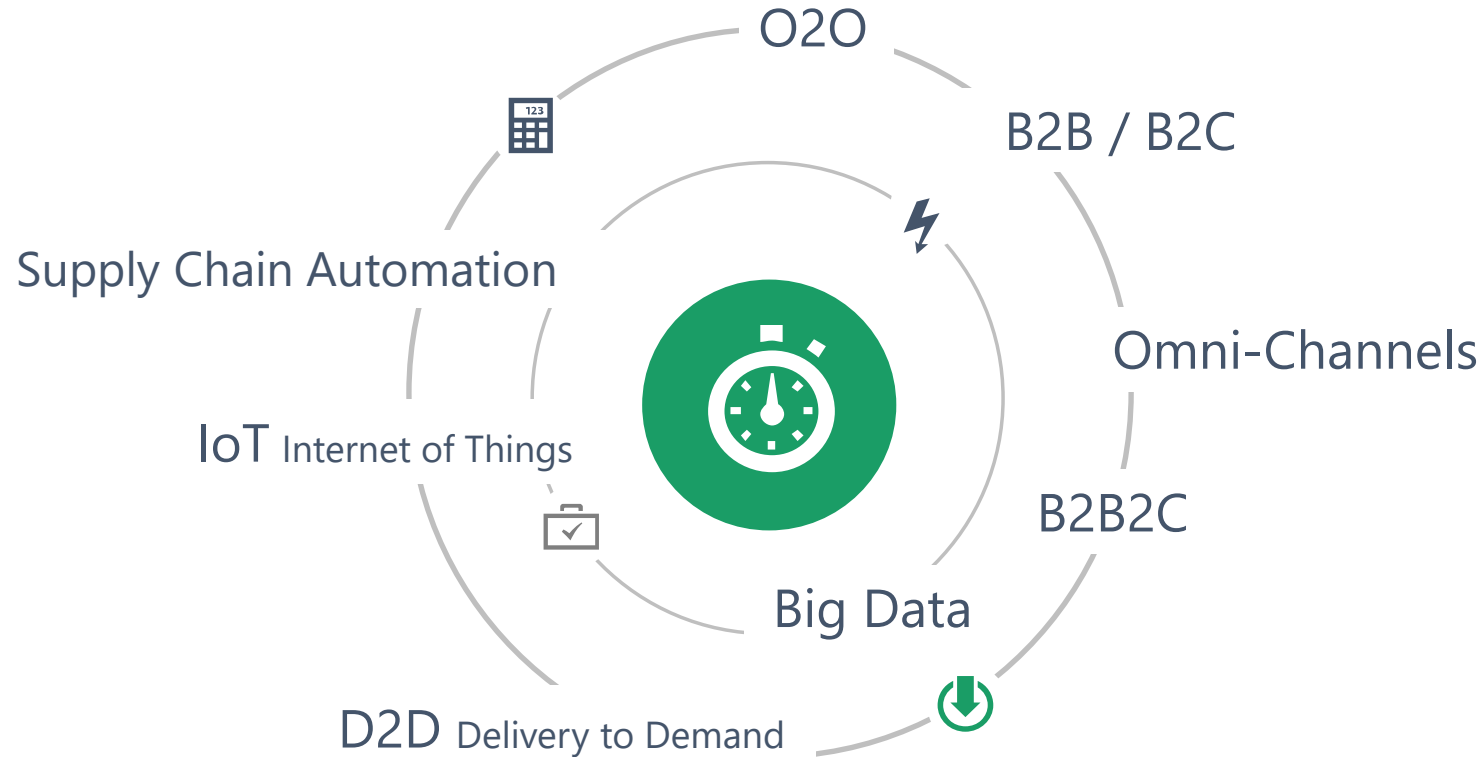 O2O
123
B2B / B2C
Supply Chain Automation
Omni-Channels
IoT Internet of Things
B2B2C
Big Data
D2D Delivery to Demand